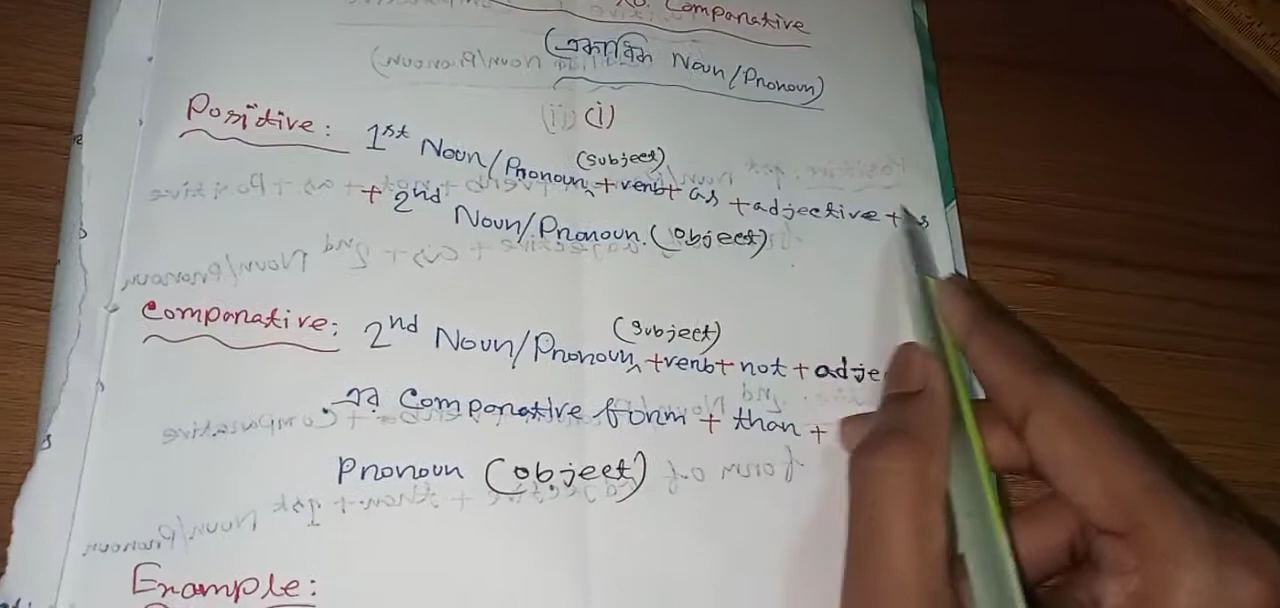 to. Comparative
(একাধিক Noun/Pronoun)
(i)
Positive: 1st Noun/Pronoun (subject) + verb + as + adjective + as
+ 2nd Noun/Pronoun. (object)
Comparative: 2nd Noun/Pronoun (subject) + verb + not + adje
এর Comparative form + than +
Pronoun (object)
Example: